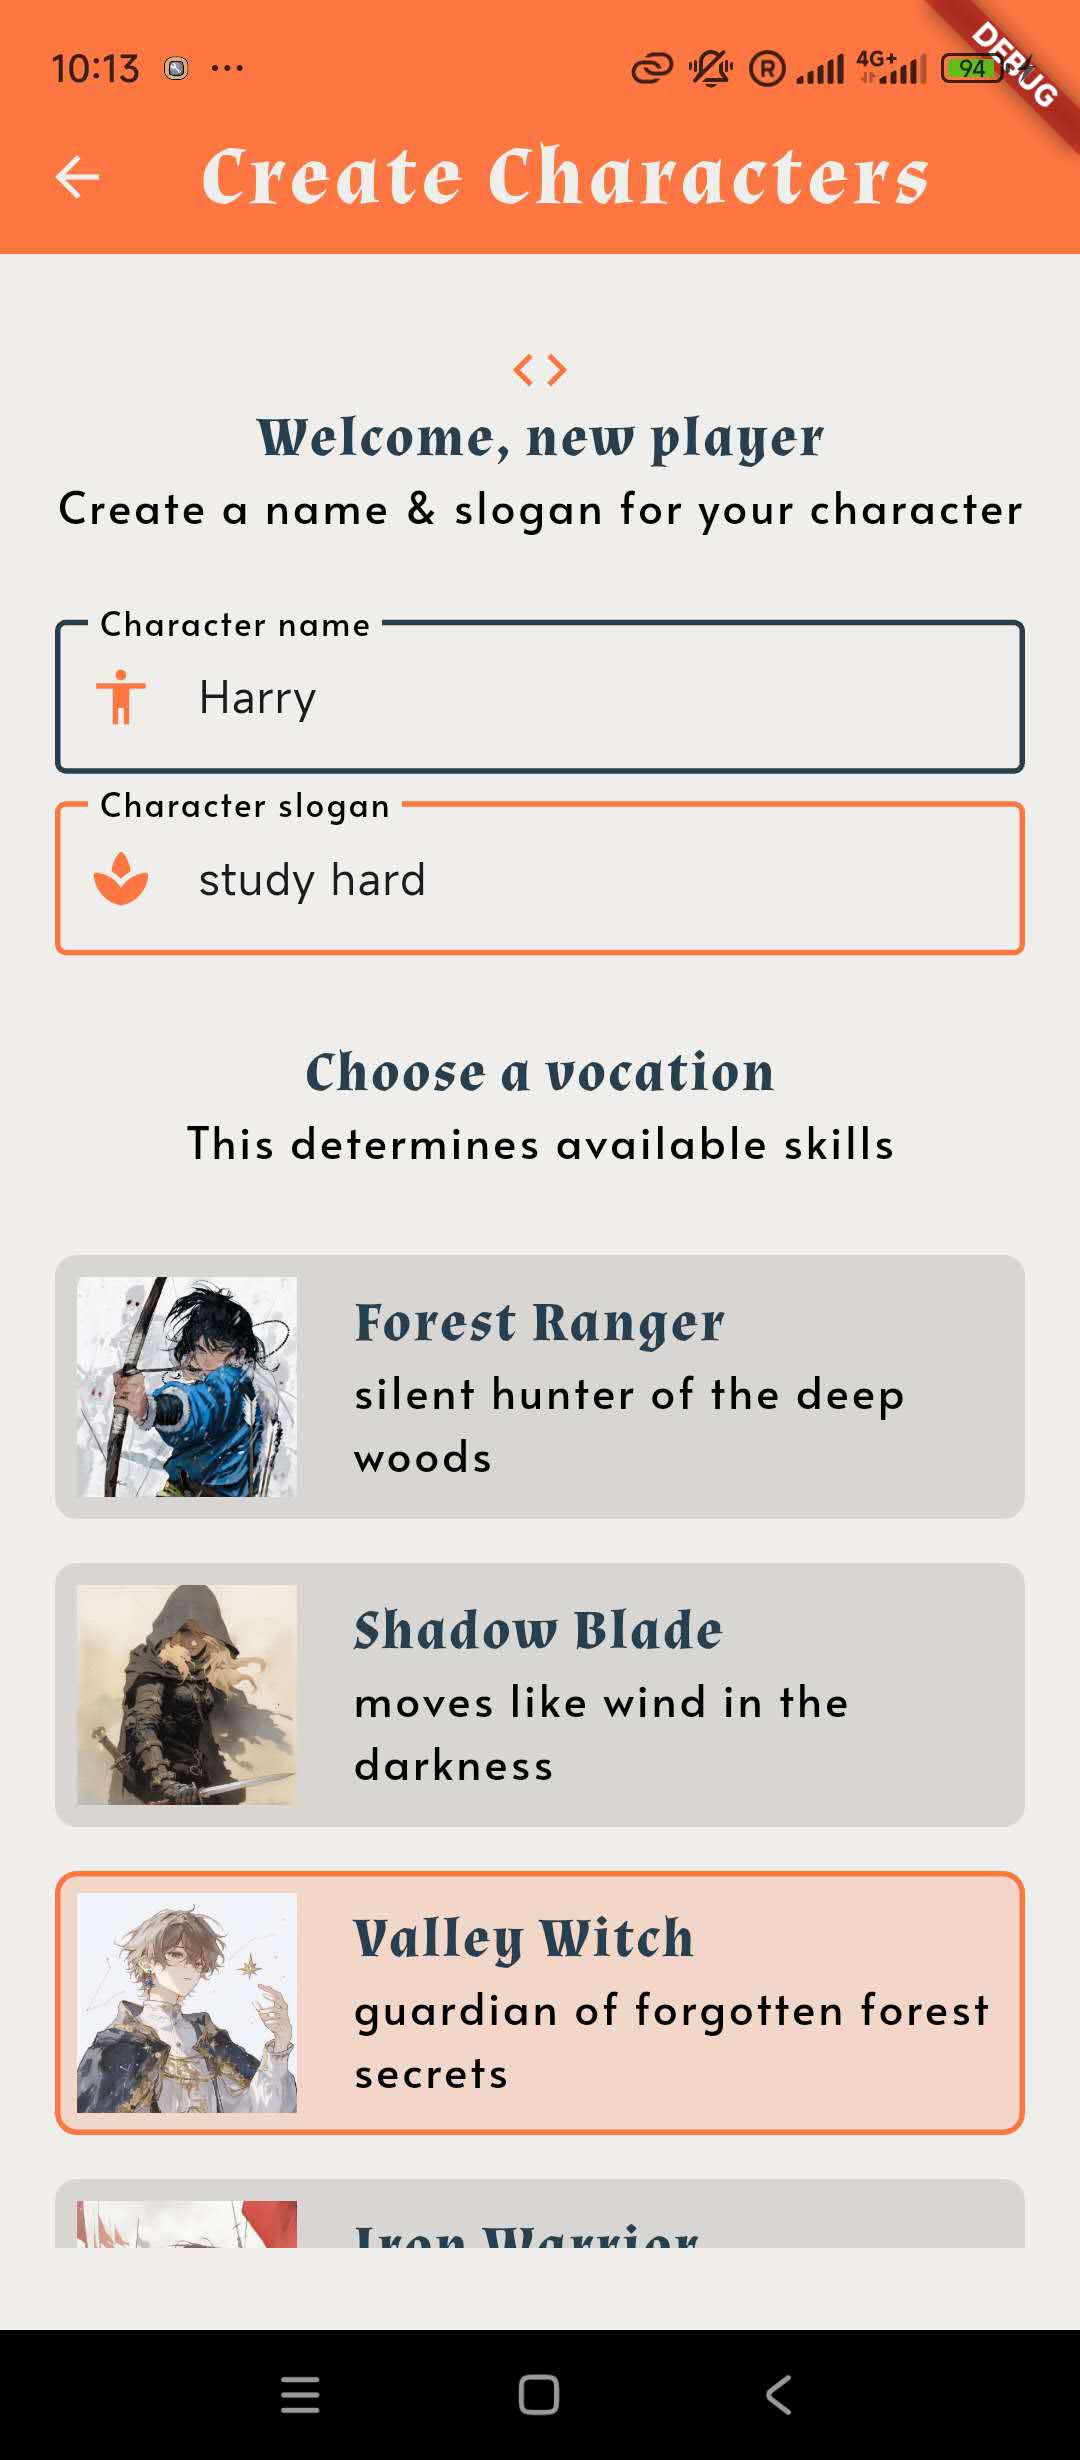 10:13
4G+
94
DEBUG
Create Characters
Welcome, new player
Create a name & slogan for your character
Character name
Harry
Character slogan
study hard
Choose a vocation
This determines available skills
Forest Ranger
silent hunter of the deep
woods
Shadow Blade
moves like wind in the
darkness
Valley Witch
guardian of forgotten forest
secrets
Iron Warrior